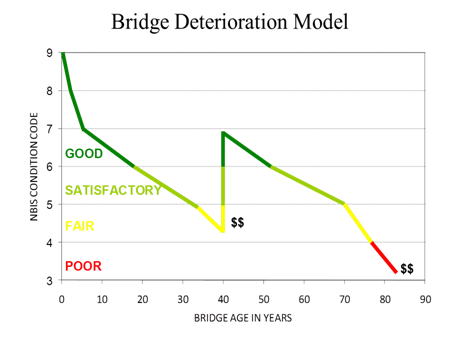 Bridge Deterioration Model
NBIS CONDITION CODE
9
8
7
GOOD
6
SATISFACTORY
5
FAIR
$$
4
POOR
$$
3
0 10 20 30 40 50 60 70 80 90
BRIDGE AGE IN YEARS